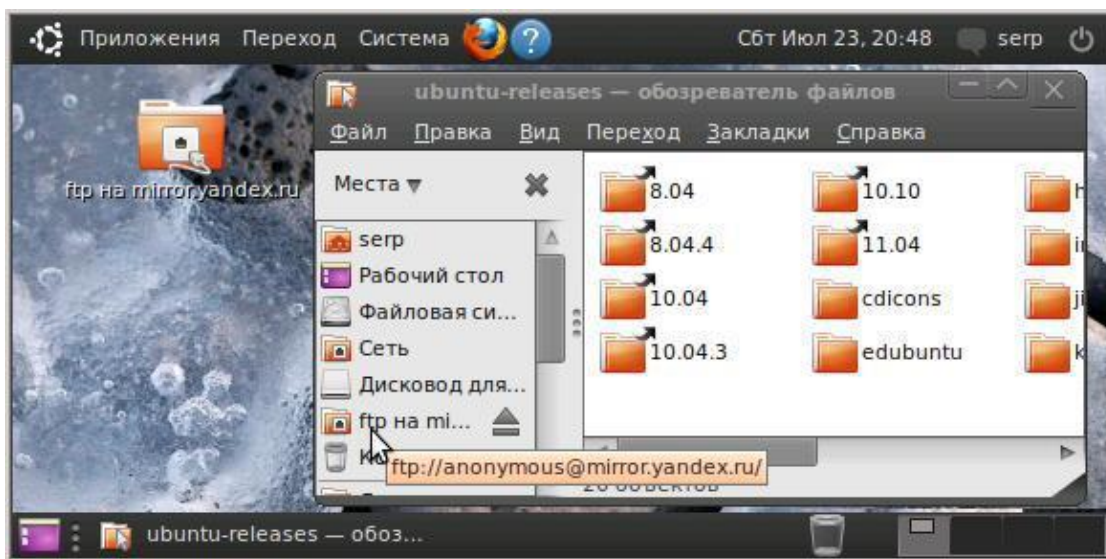 Приложения Переход Система ? Сбт Июл 23, 20:48 serp
ftp на mirror.yandex.ru
ubuntu-releases — обозреватель файлов
Файл Правка Вид Переход Закладки Справка
Места
serp
Рабочий стол
Файловая си...
Сеть
Дисковод для...
ftp на mi...
ftp://anonymous@mirror.yandex.ru/
8.04 10.10
8.04.4 11.04
10.04 cdicons
10.04.3 edubuntu
ubuntu-releases — обоз...